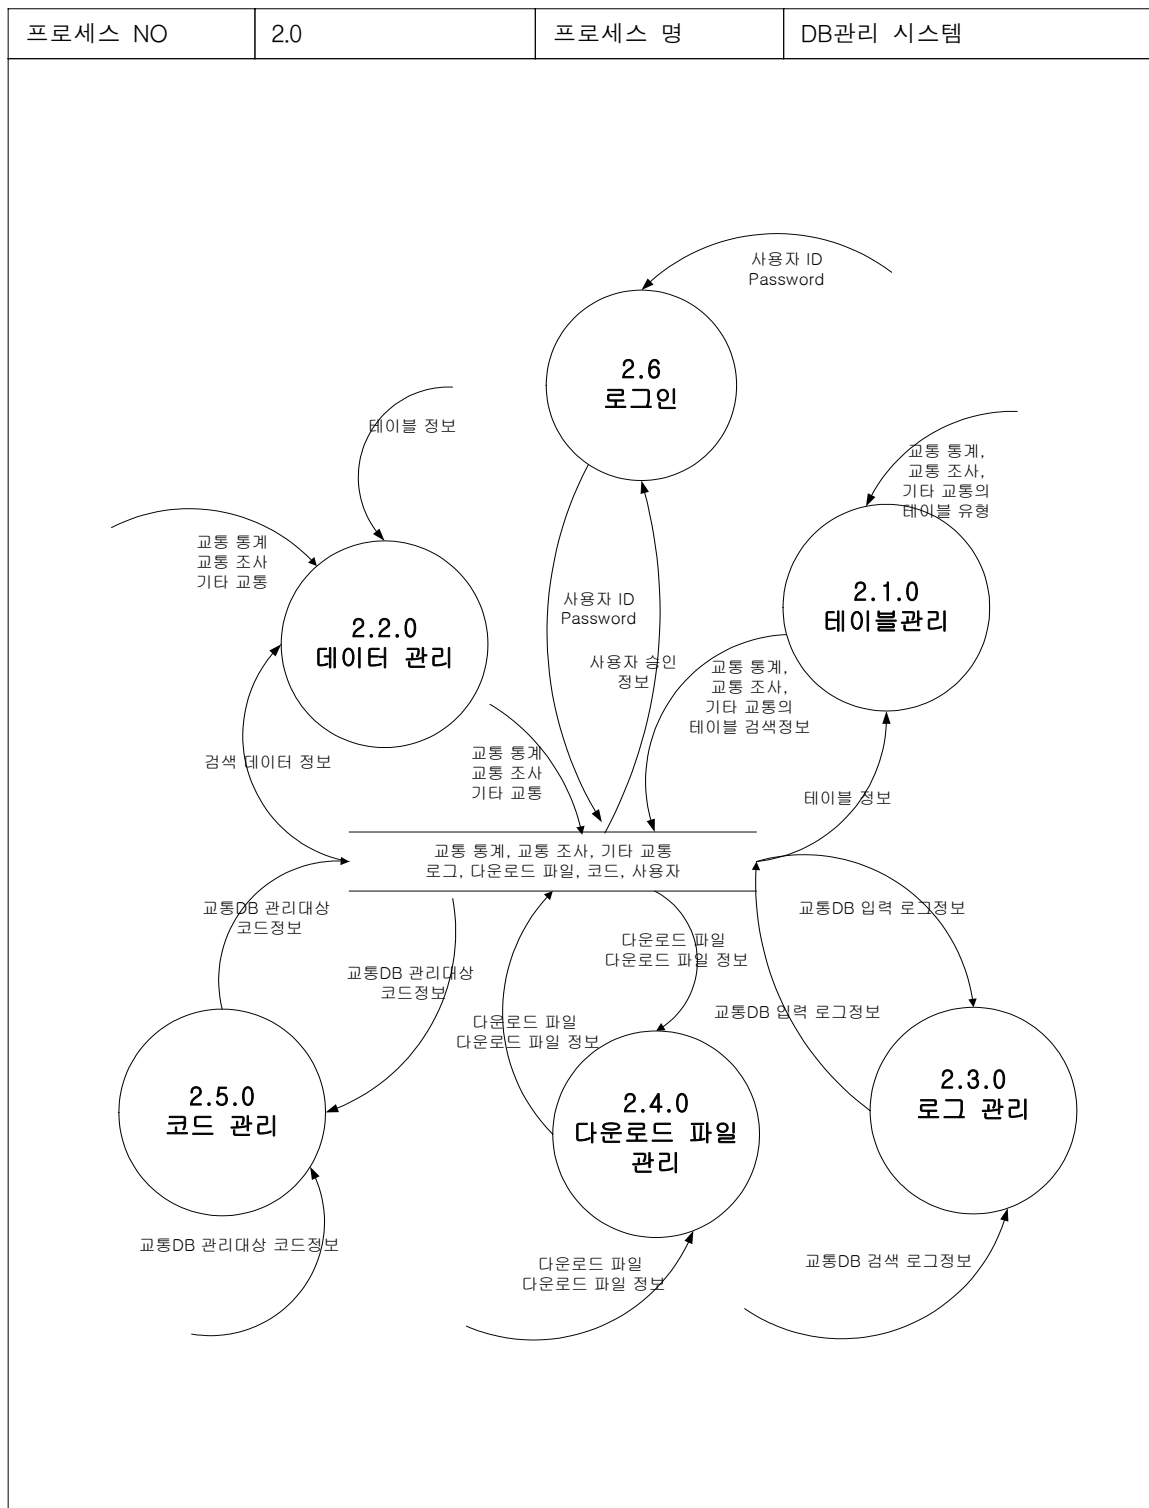 프로세스 NO
2.0
프로세스 명
DB관리 시스템
사용자 ID
Password
2.6
로그인
테이블 정보
교통 통계,
교통 조사,
기타 교통의
테이블 유형
교통 통계
교통 조사
기타 교통
2.2.0
데이터 관리
사용자 ID
Password
2.1.0
테이블관리
사용자 승인
정보
교통 통계,
교통 조사,
기타 교통의
테이블 검색정보
검색 데이터 정보
교통 통계
교통 조사
기타 교통
테이블 정보
교통 통계, 교통 조사, 기타 교통
로그, 다운로드 파일, 코드, 사용자
교통DB 관리대상
코드정보
교통DB 관리대상
코드정보
다운로드 파일
다운로드 파일 정보
교통DB 입력 로그정보
다운로드 파일
다운로드 파일 정보
교통DB 입력 로그정보
2.5.0
코드 관리
2.4.0
다운로드 파일
관리
2.3.0
로그 관리
교통DB 관리대상 코드정보
다운로드 파일
다운로드 파일 정보
교통DB 검색 로그정보